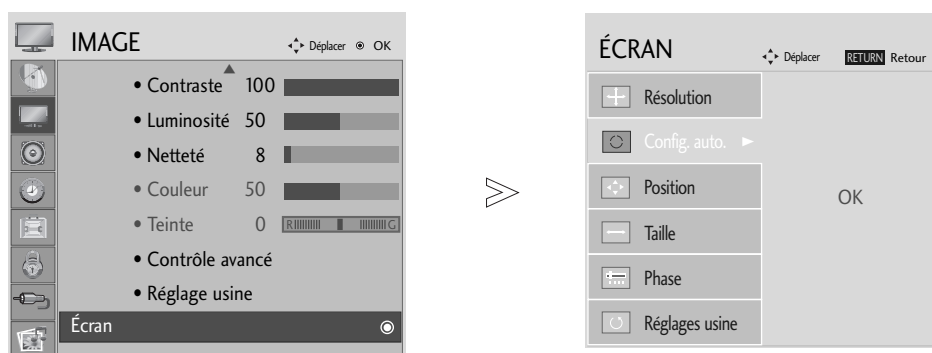 IMAGE
Déplacer OK
• Contraste 100
• Luminosité 50
• Netteté 8
• Couleur 50
• Teinte 0 R G
• Contrôle avancé
• Réglage usine
Écran
ÉCRAN
Déplacer RETURN Retour
Résolution
Config. auto.
Position
Taille
Phase
Réglages usine
OK